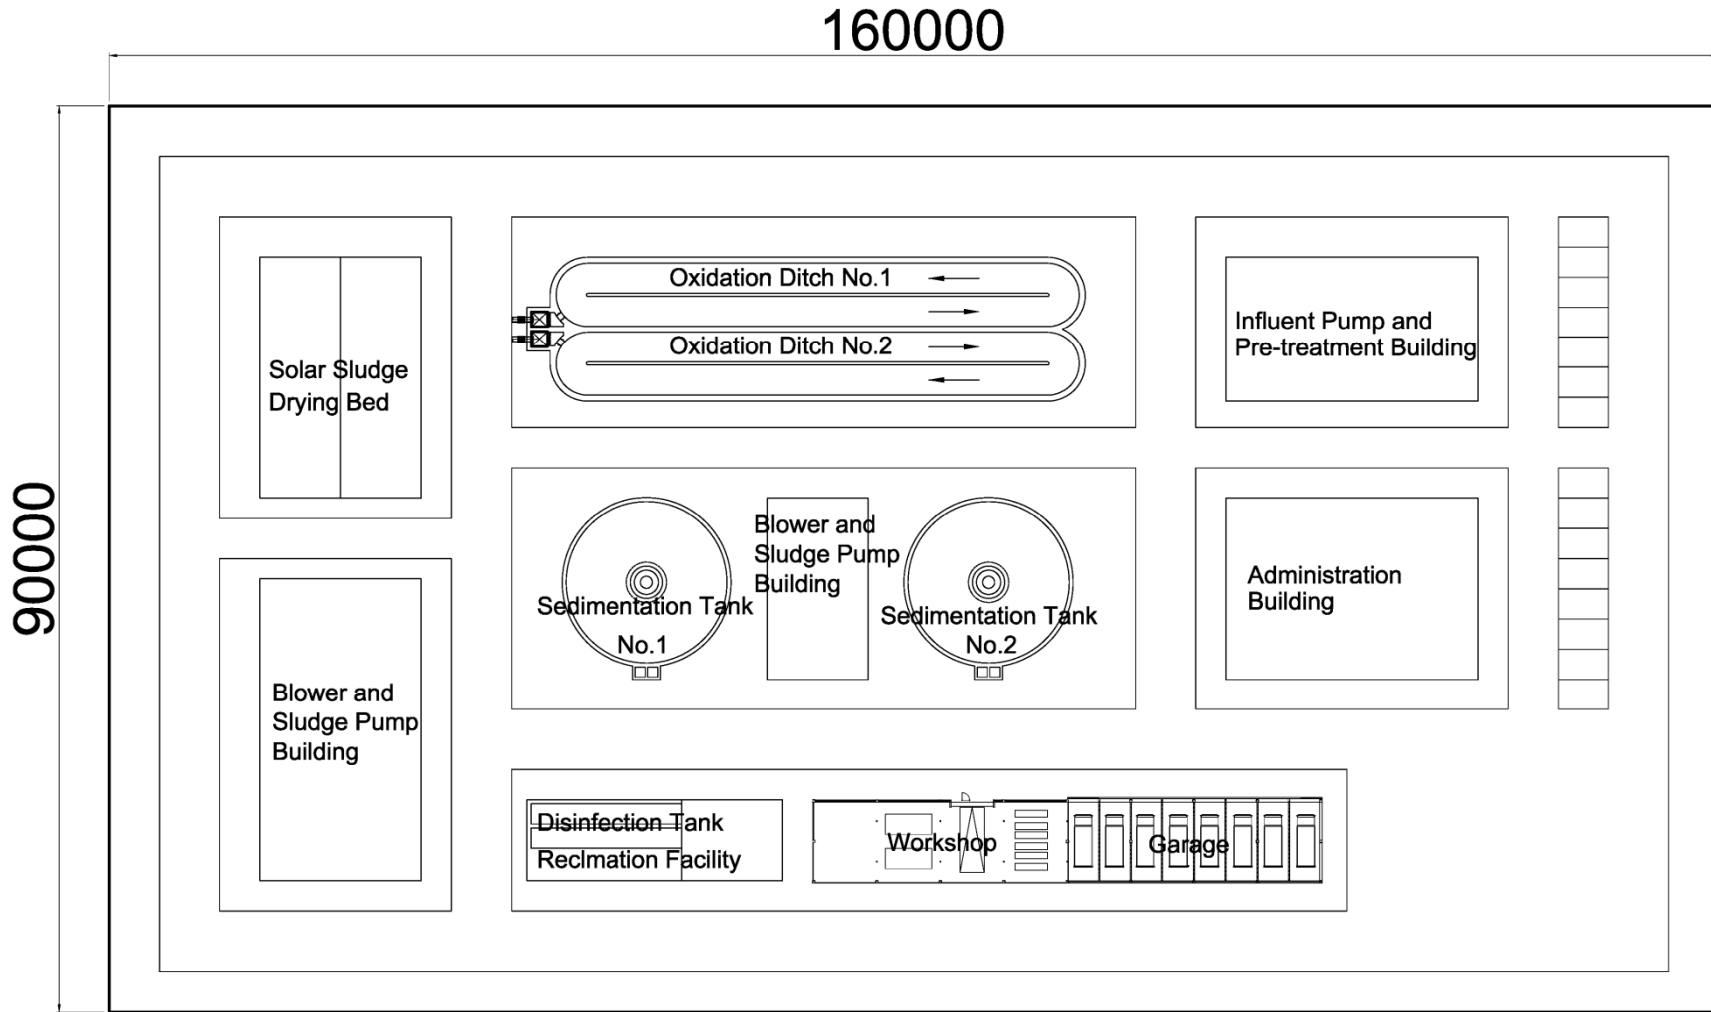 160000
90000
Oxidation Ditch No.1
Oxidation Ditch No.2
Influent Pump and
Pre-treatment Building
Solar Sludge
Drying Bed
Blower and
Sludge Pump
Building
Sedimentation Tank
No.1
Sedimentation Tank
No.2
Administration
Building
Blower and
Sludge Pump
Building
Disinfection Tank
Reclmation Facility
Workshop
Garage